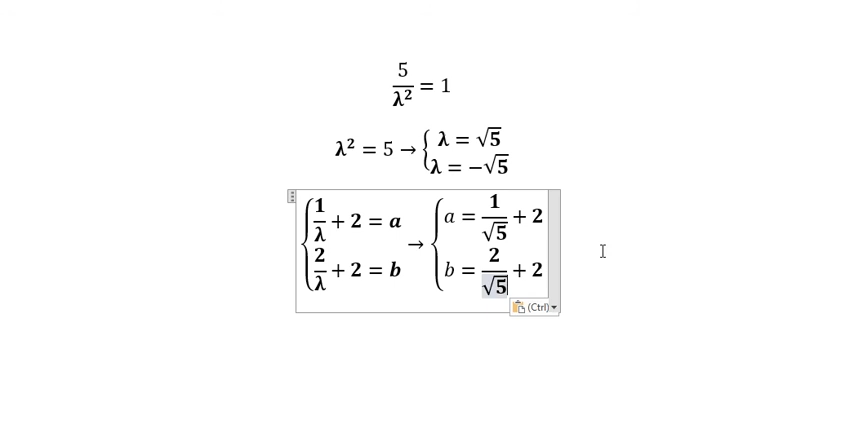 5/λ² = 1
λ² = 5 → { λ = √5
λ = −√5
{ 1/λ + 2 = a → { a = 1/√5 + 2
2/λ + 2 = b b = 2/√5 + 2
(Ctrl)